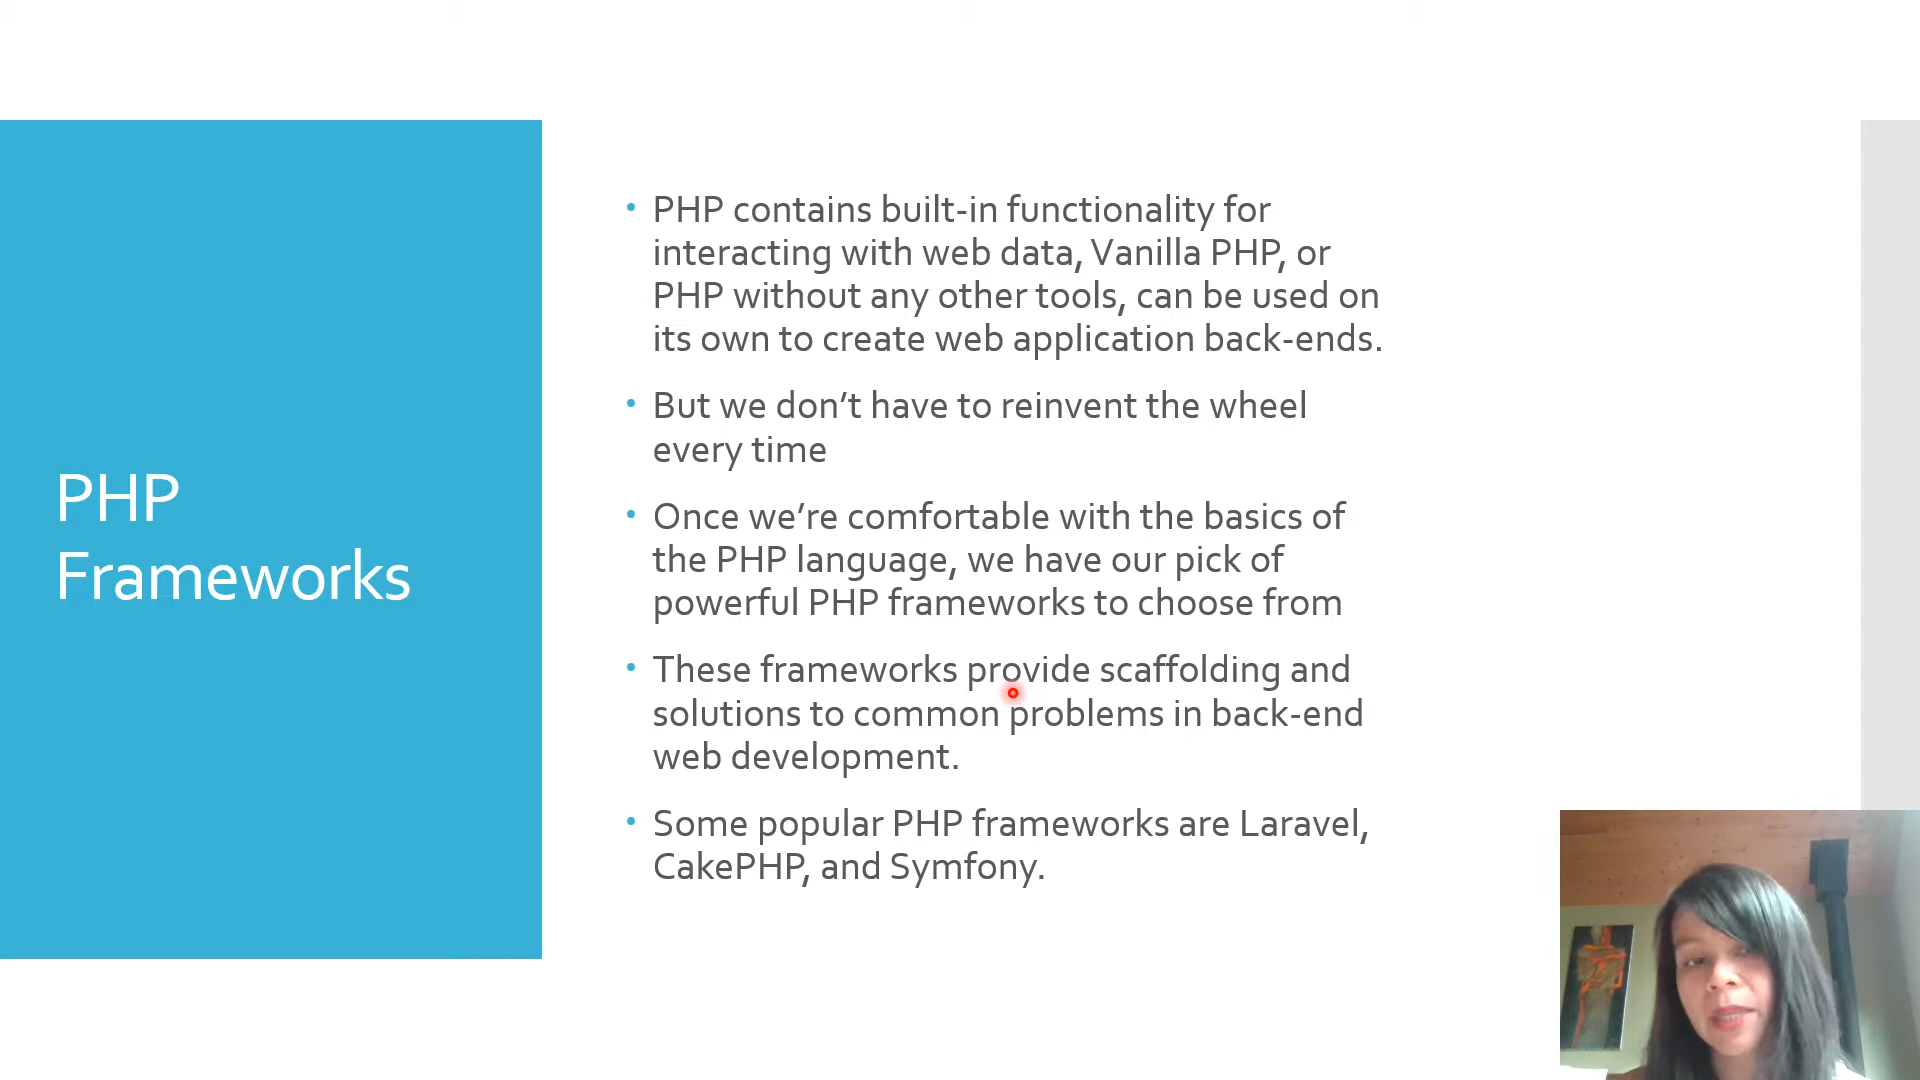 PHP
Frameworks
• PHP contains built-in functionality for
interacting with web data, Vanilla PHP, or
PHP without any other tools, can be used on
its own to create web application back-ends.
• But we don’t have to reinvent the wheel
every time
• Once we’re comfortable with the basics of
the PHP language, we have our pick of
powerful PHP frameworks to choose from
• These frameworks provide scaffolding and
solutions to common problems in back-end
web development.
• Some popular PHP frameworks are Laravel,
CakePHP, and Symfony.